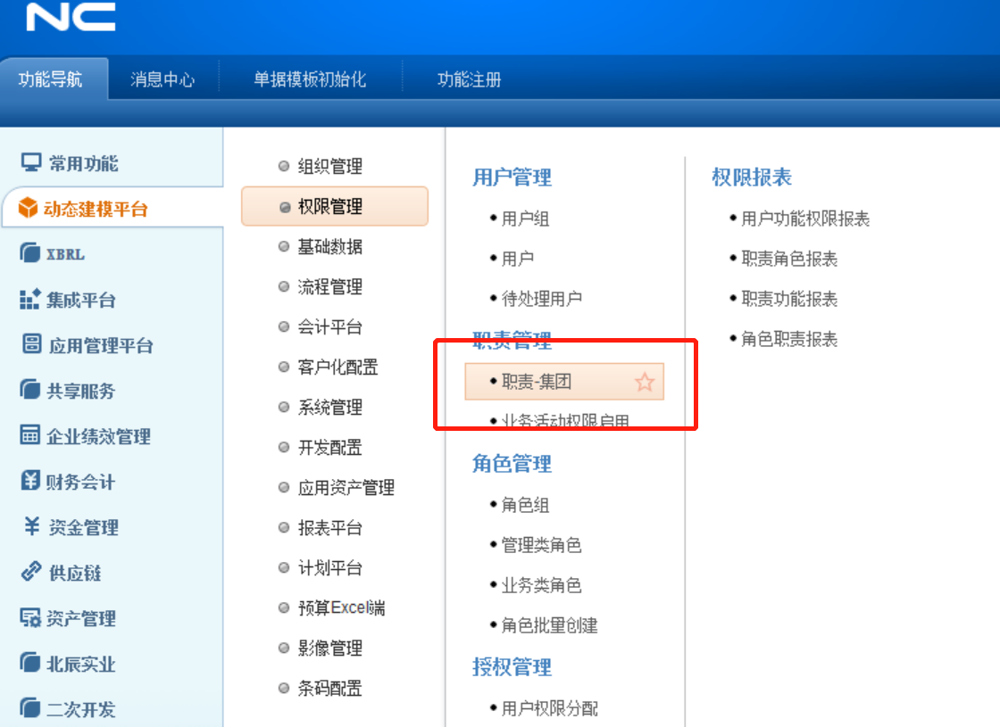 NC
功能导航
消息中心
单据模板初始化
功能注册
常用功能
动态建模平台
XBRL
集成平台
应用管理平台
共享服务
企业绩效管理
财务会计
资金管理
供应链
资产管理
北辰实业
二次开发
组织管理
权限管理
基础数据
流程管理
会计平台
客户化配置
系统管理
开发配置
应用资产管理
报表平台
计划平台
预算Excel端
影像管理
条码配置
用户管理
用户组
用户
待处理用户
职责管理
职责-集团
业务活动权限启用
角色管理
角色组
管理类角色
业务类角色
角色批量创建
授权管理
用户权限分配
权限报表
用户功能权限报表
职责角色报表
职责功能报表
角色职责报表